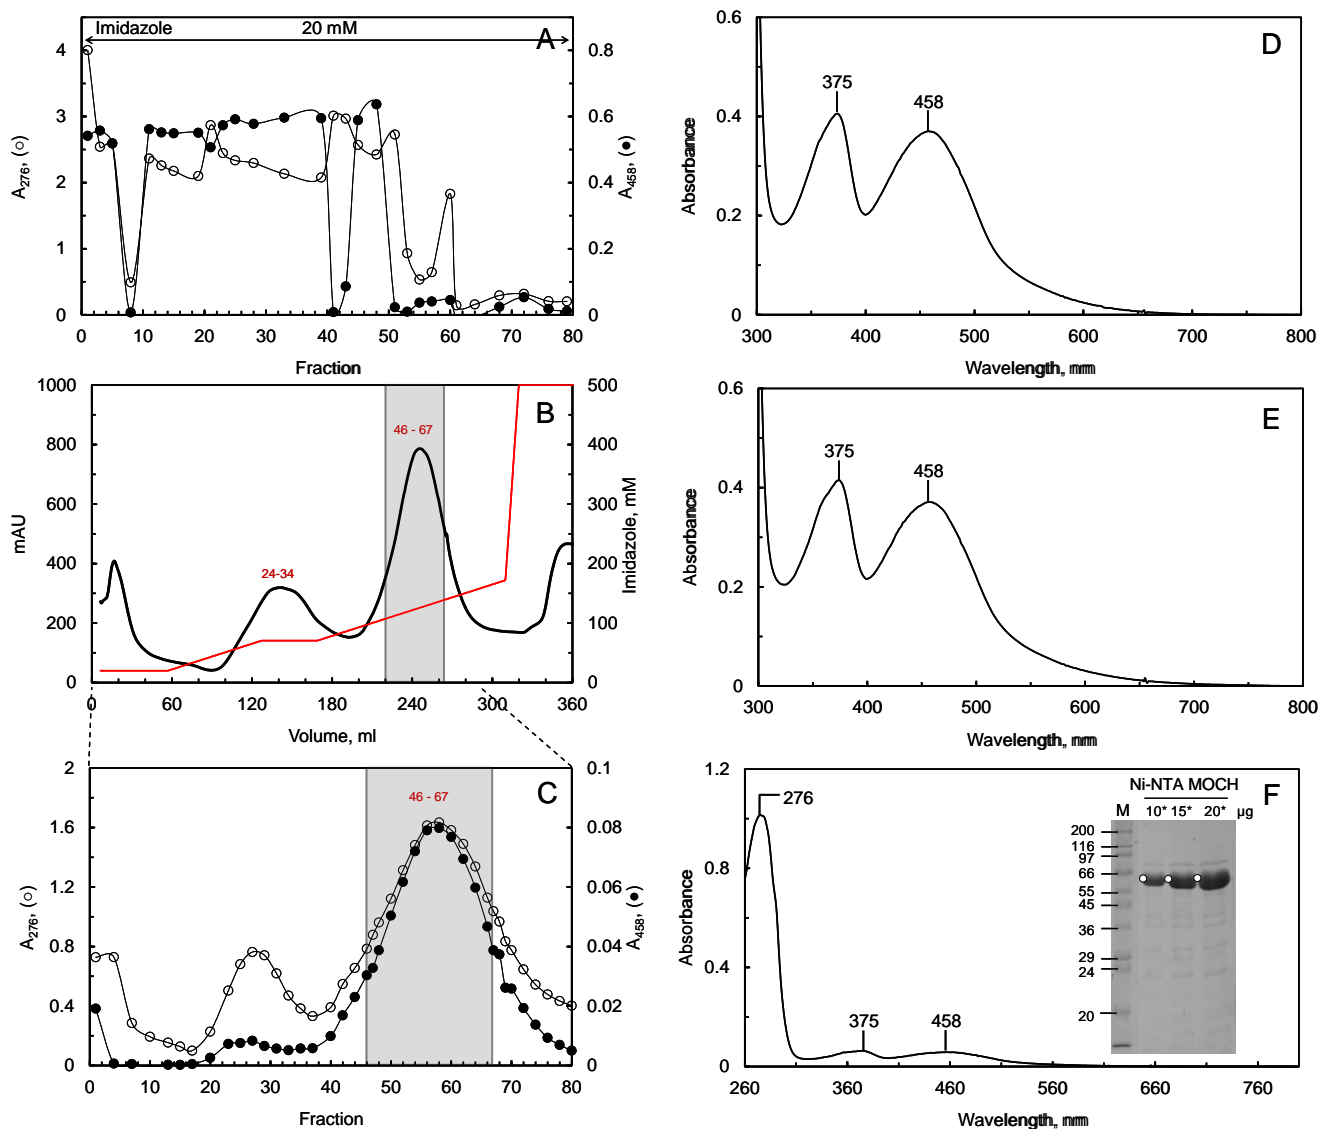 Imidazole 20 mM
A
4
3
2
1
0
0.8
0.6
0.4
0.2
0
A276, (○)
A458, (●)
0 10 20 30 40 50 60 70 80
Fraction
B
1000
800
600
400
200
0
500
400
300
200
100
0
mAU
Imidazole, mM
24-34
46 - 67
0 60 120 180 240 300 360
Volume, ml
C
2
1.6
1.2
0.8
0.4
0
0.1
0.08
0.06
0.04
0.02
0
A276, (○)
A458, (●)
46 - 67
0 10 20 30 40 50 60 70 80
Fraction
D
0.6
0.4
0.2
0
Absorbance
375
458
300 400 500 600 700 800
Wavelength, nm
E
0.6
0.4
0.2
0
Absorbance
375
458
300 400 500 600 700 800
Wavelength, nm
F
1.2
0.8
0.4
0
Absorbance
276
375
458
260 360 460 560 660 760
Wavelength, nm
Ni-NTA MOCH
M 10* 15* 20* µg
200
116
97
66
55
45
36
29
24
20